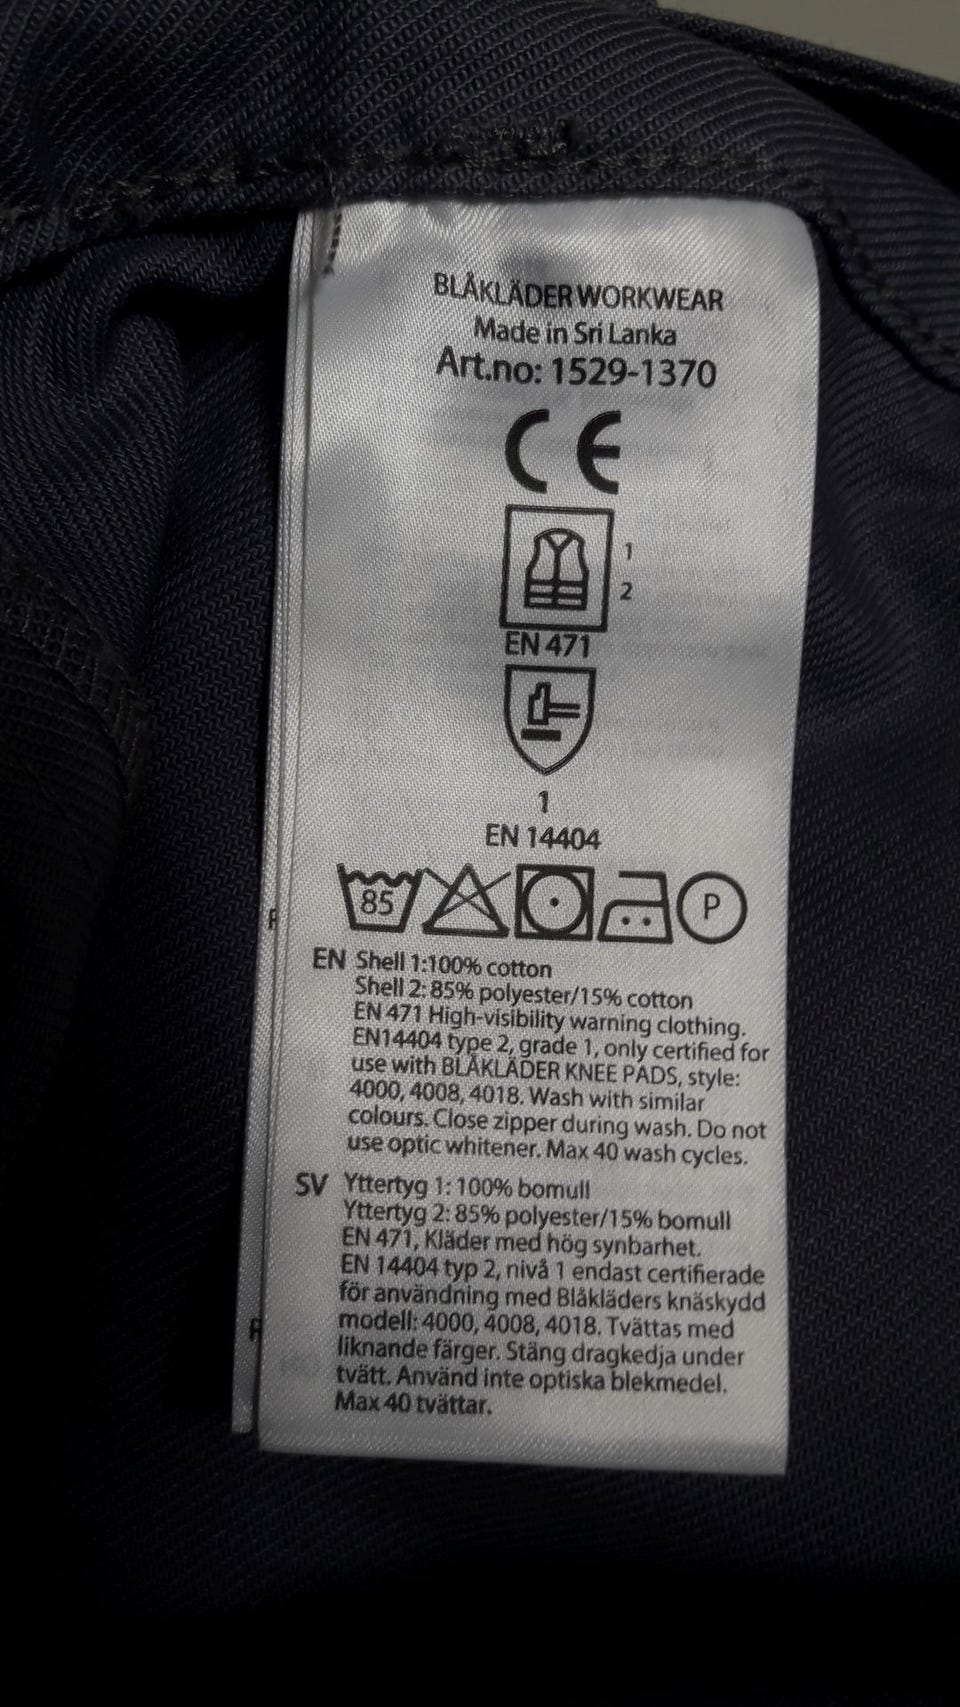 BLÅKLÄDER WORKWEAR
Made in Sri Lanka
Art.no: 1529-1370
CE
1
2
EN 471
1
EN 14404
85
P
EN Shell 1:100% cotton
Shell 2: 85% polyester/15% cotton
EN 471 High-visibility warning clothing.
EN14404 type 2, grade 1, only certified for
use with BLÅKLÄDER KNEE PADS, style:
4000, 4008, 4018. Wash with similar
colours. Close zipper during wash. Do not
use optic whitener. Max 40 wash cycles.
SV Yttertyg 1: 100% bomull
Yttertyg 2: 85% polyester/15% bomull
EN 471, Kläder med hög synbarhet.
EN 14404 typ 2, nivå 1 endast certifierade
för användning med Blåkläders knäskydd
modell: 4000, 4008, 4018. Tvättas med
liknande färger. Stäng dragkedja under
tvätt. Använd inte optiska blekmedel.
Max 40 tvättar.